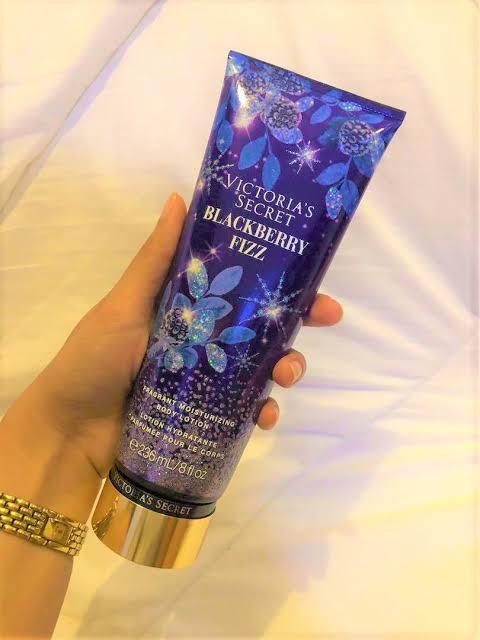 VICTORIA'S
SECRET
BLACKBERRY
FIZZ
FRAGRANT MOISTURIZING
BODY LOTION
LOTION HYDRATANTE
PARFUMÉE POUR LE CORPS
℮ 236 mL/8 fl oz
VICTORIA'S SECRET